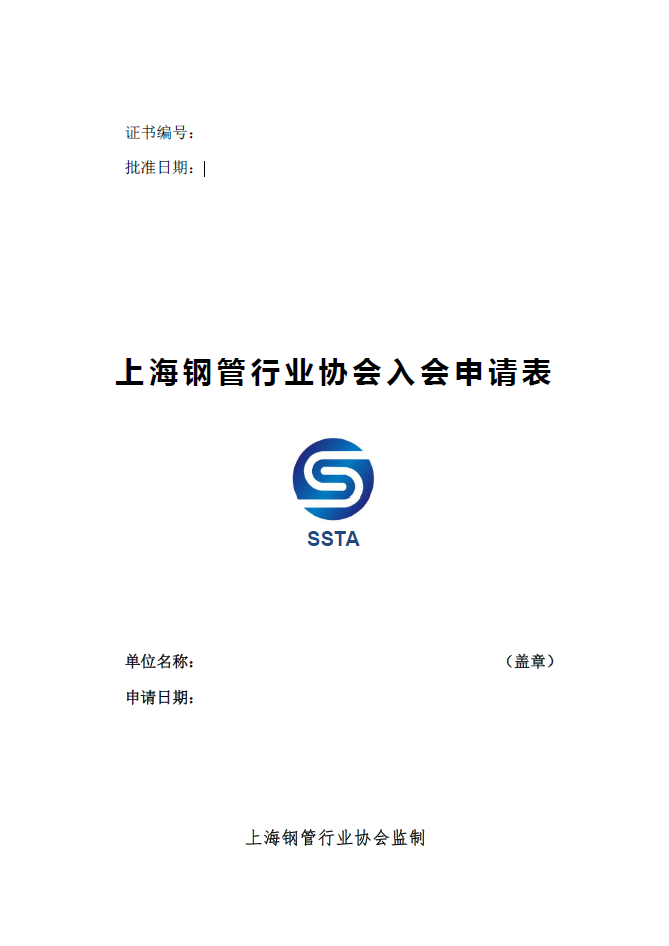 证书编号：
批准日期：
上海钢管行业协会入会申请表
SSTA
单位名称： （盖章）
申请日期：
上海钢管行业协会监制